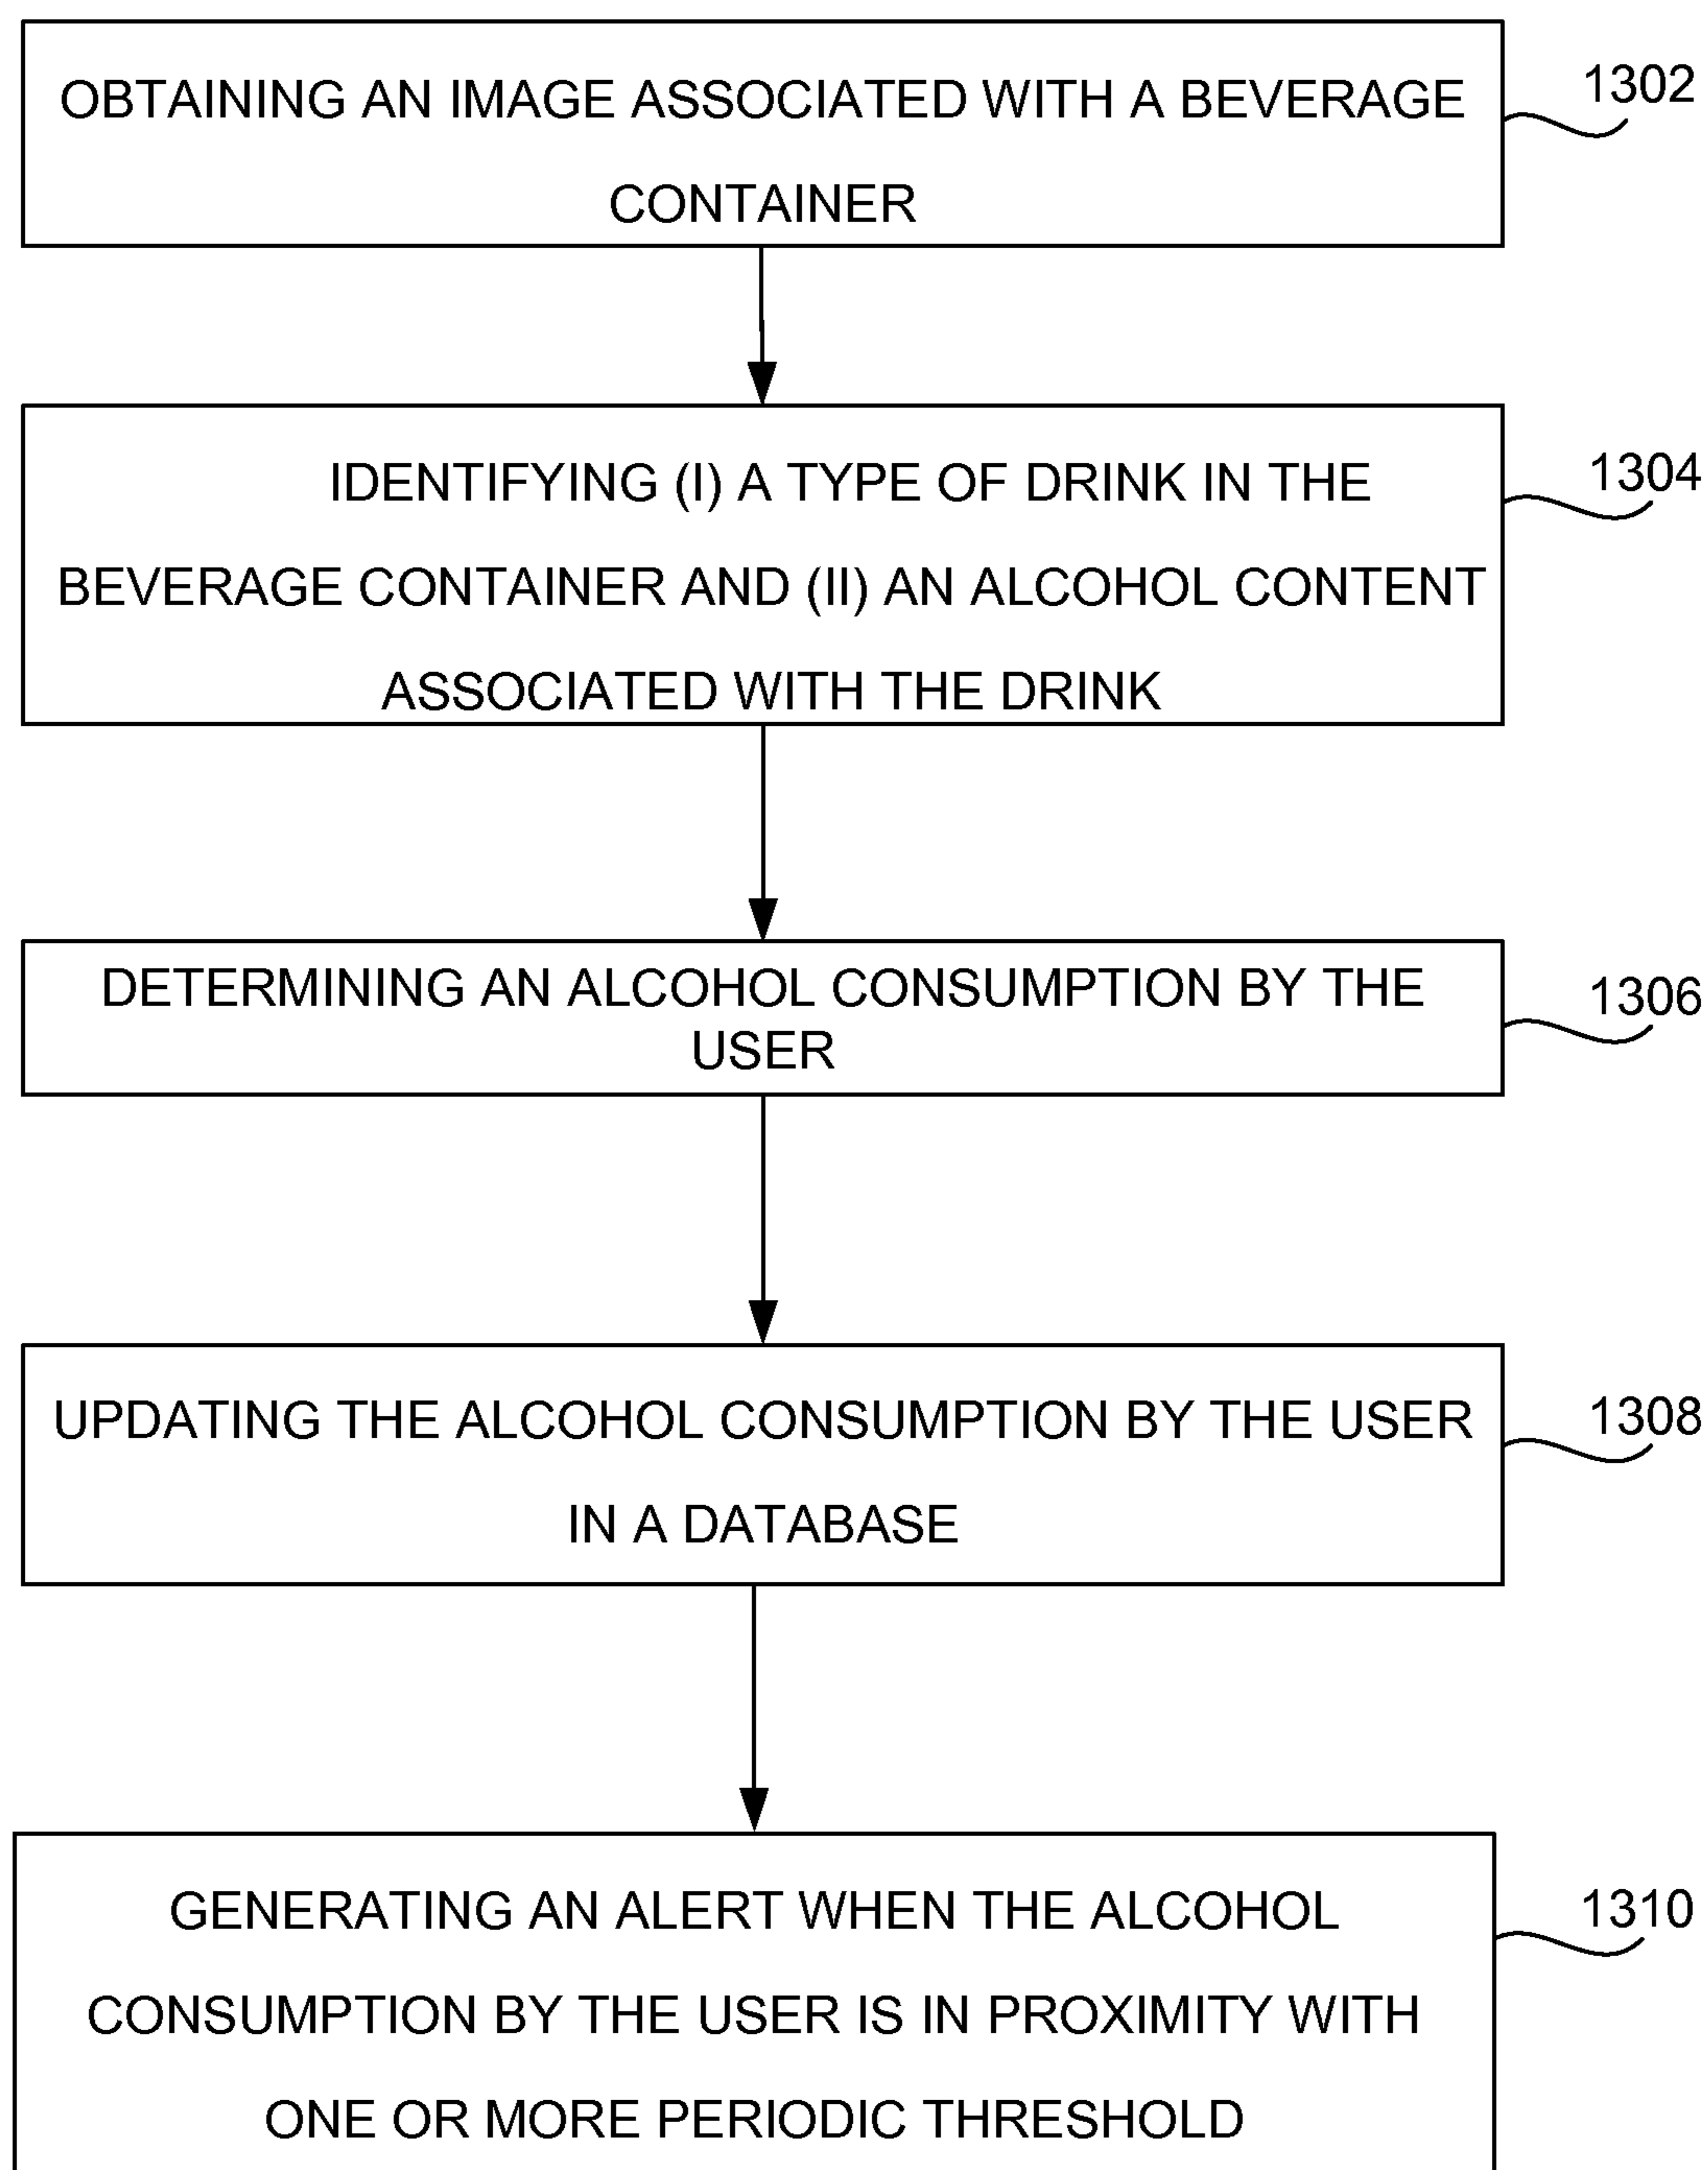 OBTAINING AN IMAGE ASSOCIATED WITH A BEVERAGE
CONTAINER
1302
IDENTIFYING (I) A TYPE OF DRINK IN THE
BEVERAGE CONTAINER AND (II) AN ALCOHOL CONTENT
ASSOCIATED WITH THE DRINK
1304
DETERMINING AN ALCOHOL CONSUMPTION BY THE
USER
1306
UPDATING THE ALCOHOL CONSUMPTION BY THE USER
IN A DATABASE
1308
GENERATING AN ALERT WHEN THE ALCOHOL
CONSUMPTION BY THE USER IS IN PROXIMITY WITH
ONE OR MORE PERIODIC THRESHOLD
1310